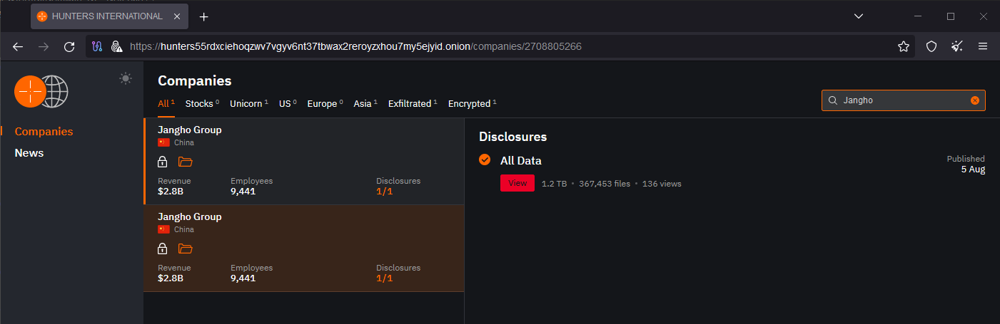 HUNTERS INTERNATIONAL
https://hunters55rdxciehoqzwv7vgyv6nt37tbwax2reroyzxhou7my5ejyid.onion/companies/2708805266
Companies
News
Companies
All 1 Stocks 0 Unicorn 1 US 0 Europe 0 Asia 1 Exfiltrated 1 Encrypted 1
Jangho
Jangho Group
China
Revenue Employees Disclosures
$2.8B 9,441 1/1
Jangho Group
China
Revenue Employees Disclosures
$2.8B 9,441 1/1
Disclosures
All Data
Published
5 Aug
View 1.2 TB • 367,453 files • 136 views